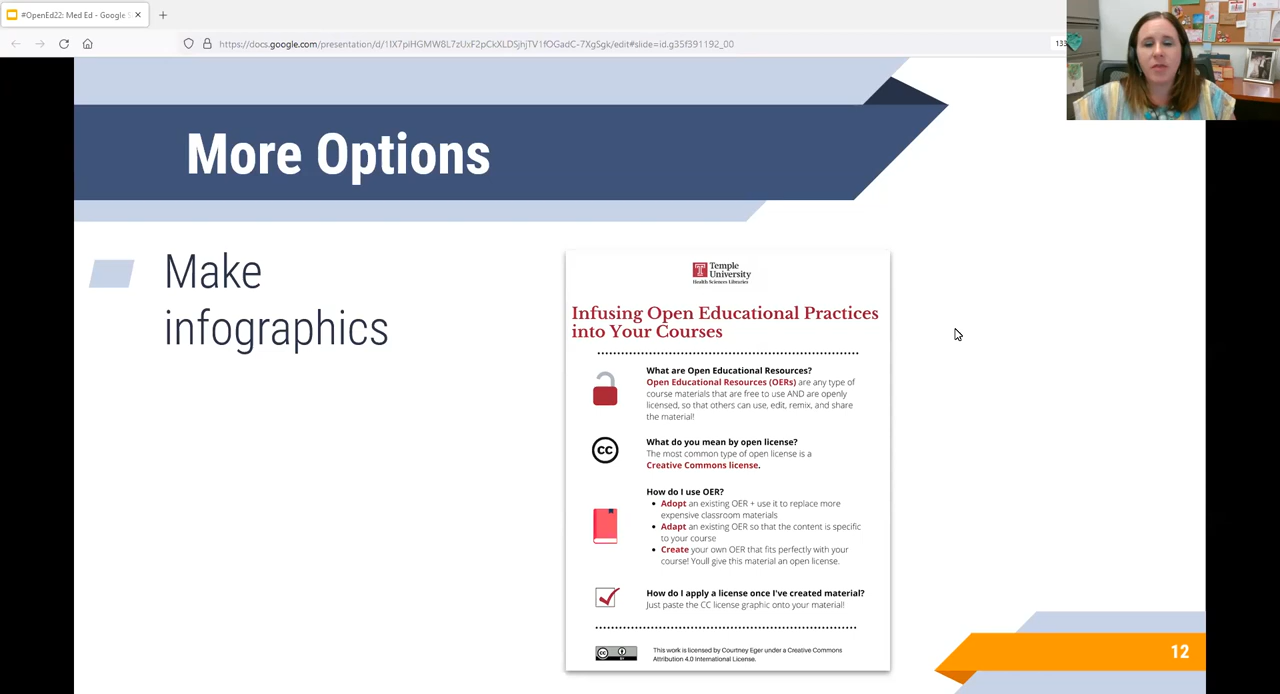 #OpenEd22: Med Ed - Google
https://docs.google.com/presentation/
133
More Options
Make
infographics
Temple
University
Health Sciences Libraries
Infusing Open Educational Practices
into Your Courses
What are Open Educational Resources?
Open Educational Resources (OERs) are any type of
course materials that are free to use AND are openly
licensed, so that others can use, edit, remix, and share
the material!
cc
What do you mean by open license?
The most common type of open license is a
Creative Commons license.
How do I use OER?
Adopt an existing OER + use it to replace more
expensive classroom materials
Adapt an existing OER so that the content is specific
to your course
Create your own OER that fits perfectly with your
course! Youll give this material an open license.
How do I apply a license once I've created material?
Just paste the CC license graphic onto your material!
cc
BY
This work is licensed by Courtney Eger under a Creative Commons
Attribution 4.0 International License.
12